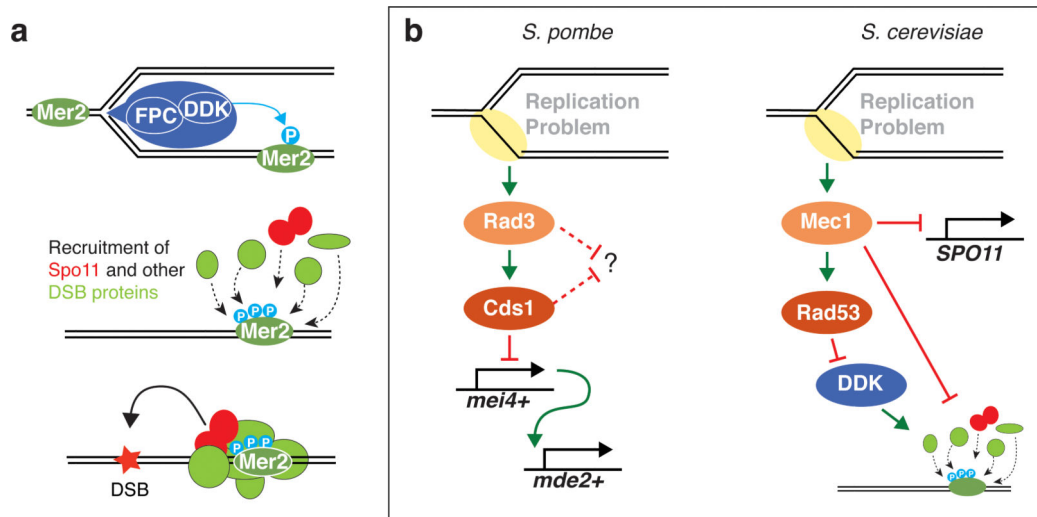 a
Mer2
FPC
DDK
P
Mer2
Recruitment of
Spo11 and other
DSB proteins
P P P
Mer2
P P P
Mer2
DSB
b
S. pombe
Replication
Problem
Rad3
?
Cds1
mei4+
mde2+
S. cerevisiae
Replication
Problem
Mec1
SPO11
Rad53
DDK
P P P